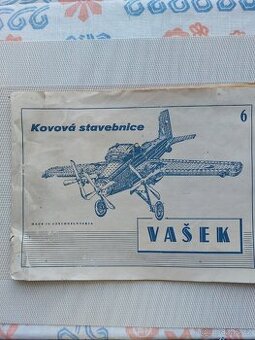 6
Kovová stavebnice
MADE IN CZECHOSLOVAKIA
VAŠEK